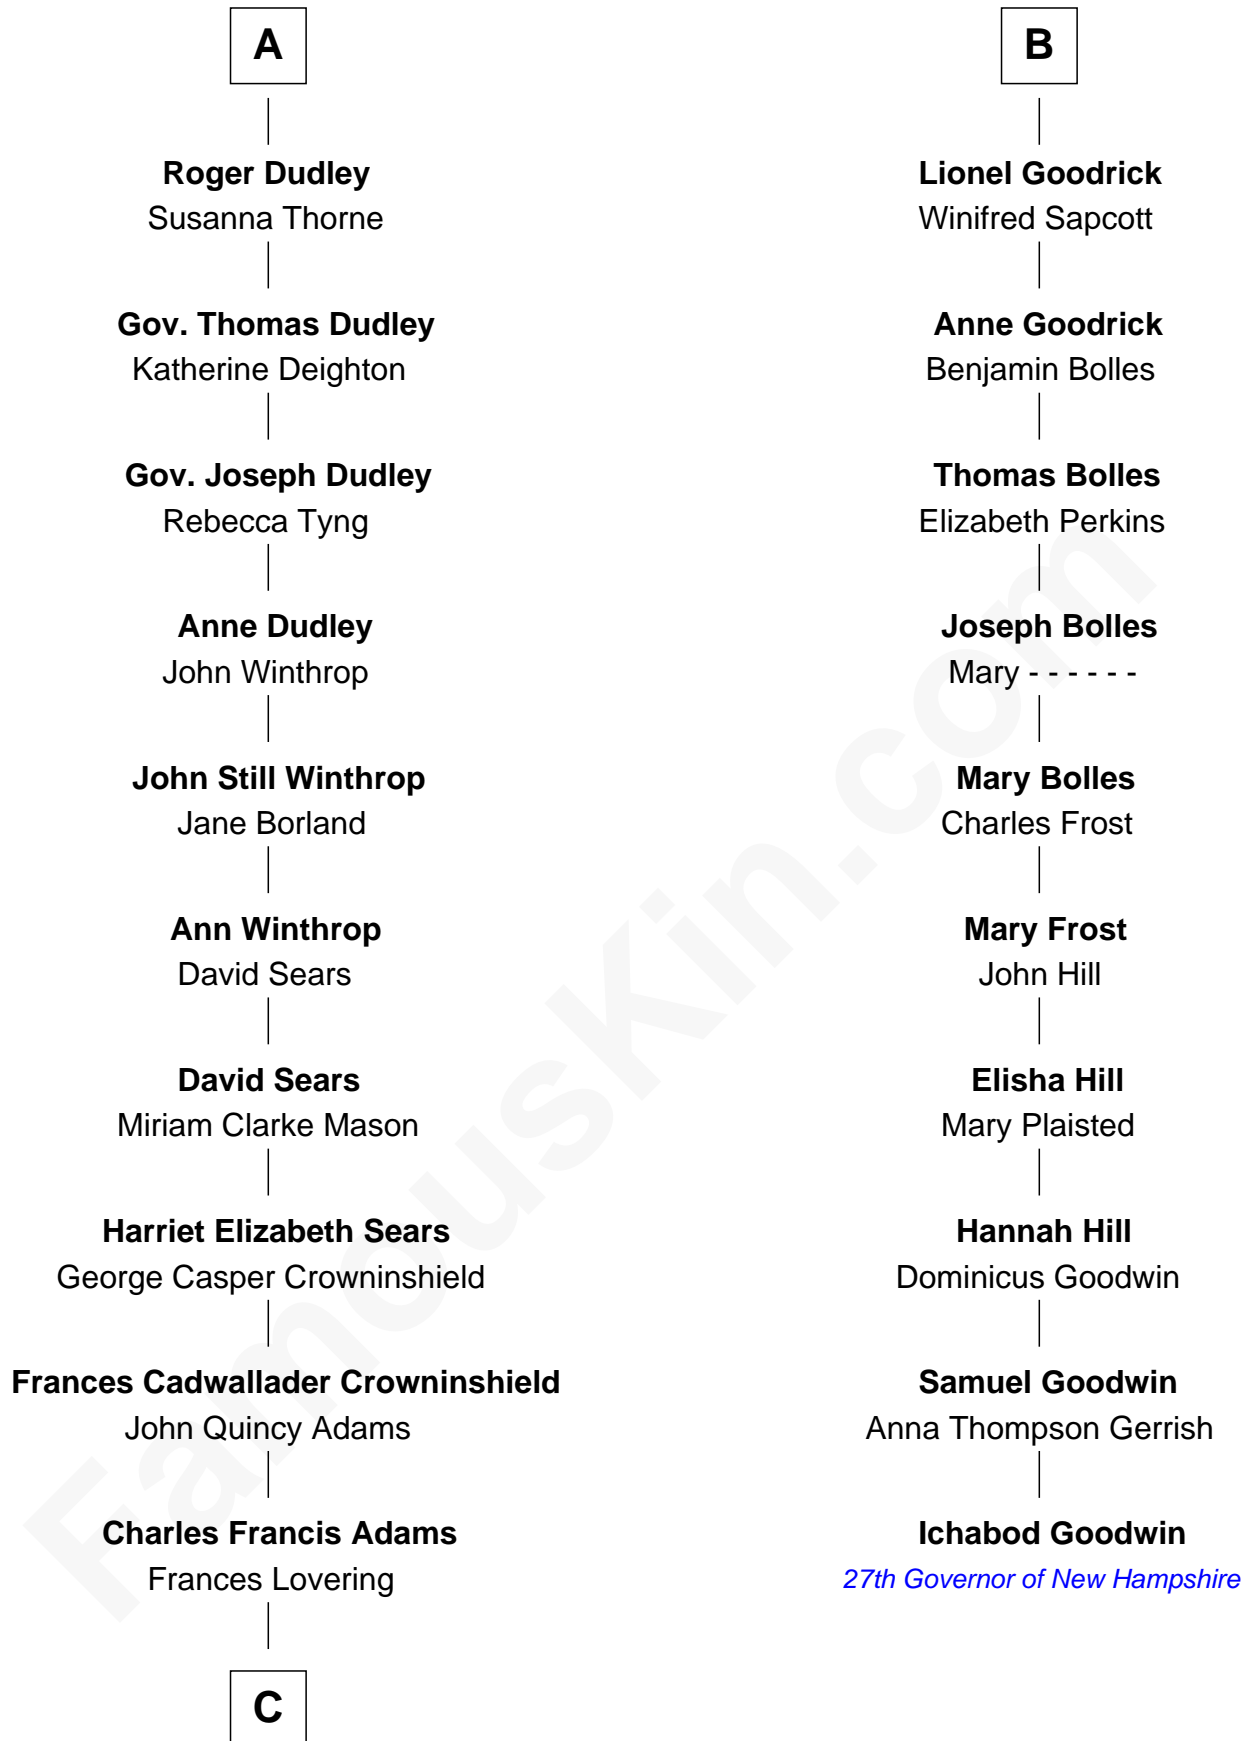 A
Roger Dudley
Susanna Thorne
Gov. Thomas Dudley
Katherine Deighton
Gov. Joseph Dudley
Rebecca Tyng
Anne Dudley
John Winthrop
John Still Winthrop
Jane Borland
Ann Winthrop
David Sears
David Sears
Miriam Clarke Mason
Harriet Elizabeth Sears
George Casper Crowninshield
Frances Cadwallader Crowninshield
John Quincy Adams
Charles Francis Adams
Frances Lovering
C
B
Lionel Goodrick
Winifred Sapcott
Anne Goodrick
Benjamin Bolles
Thomas Bolles
Elizabeth Perkins
Joseph Bolles
Mary - - - - - -
Mary Bolles
Charles Frost
Mary Frost
John Hill
Elisha Hill
Mary Plaisted
Hannah Hill
Dominicus Goodwin
Samuel Goodwin
Anna Thompson Gerrish
Ichabod Goodwin
27th Governor of New Hampshire
FamousKin.com